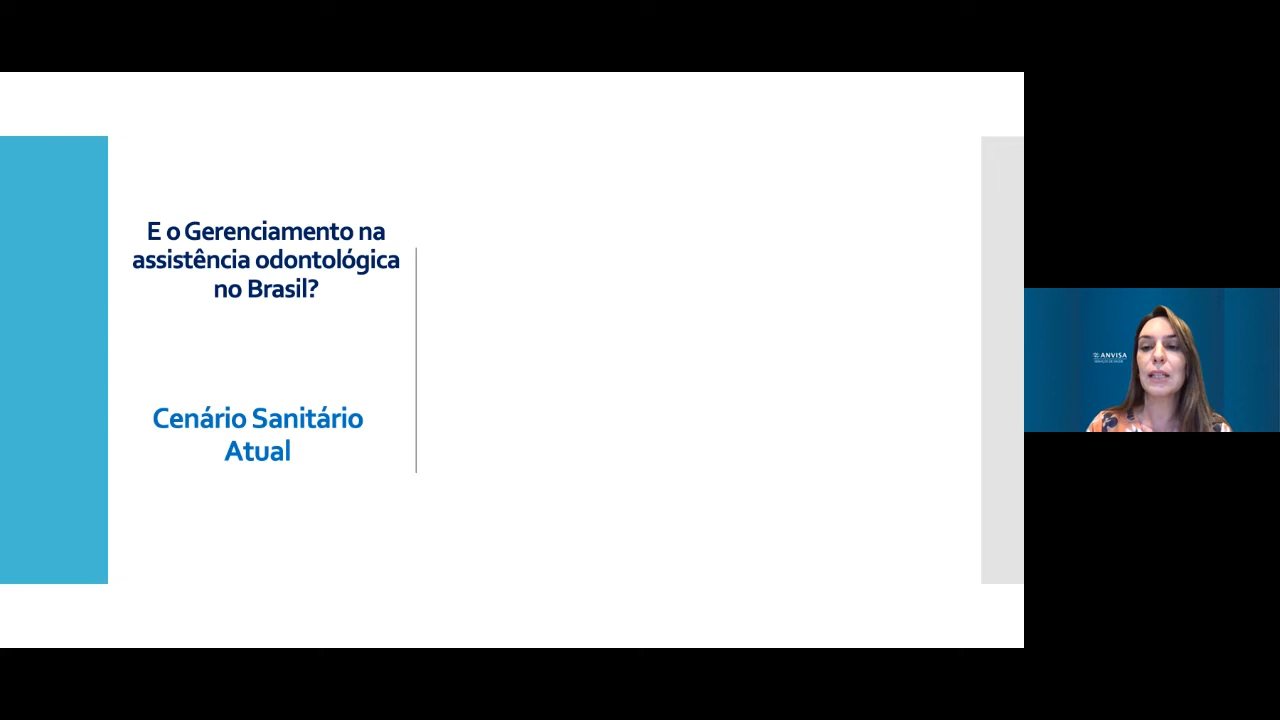 E o Gerenciamento na
assistência odontológica
no Brasil?
Cenário Sanitário
Atual
ANVISA